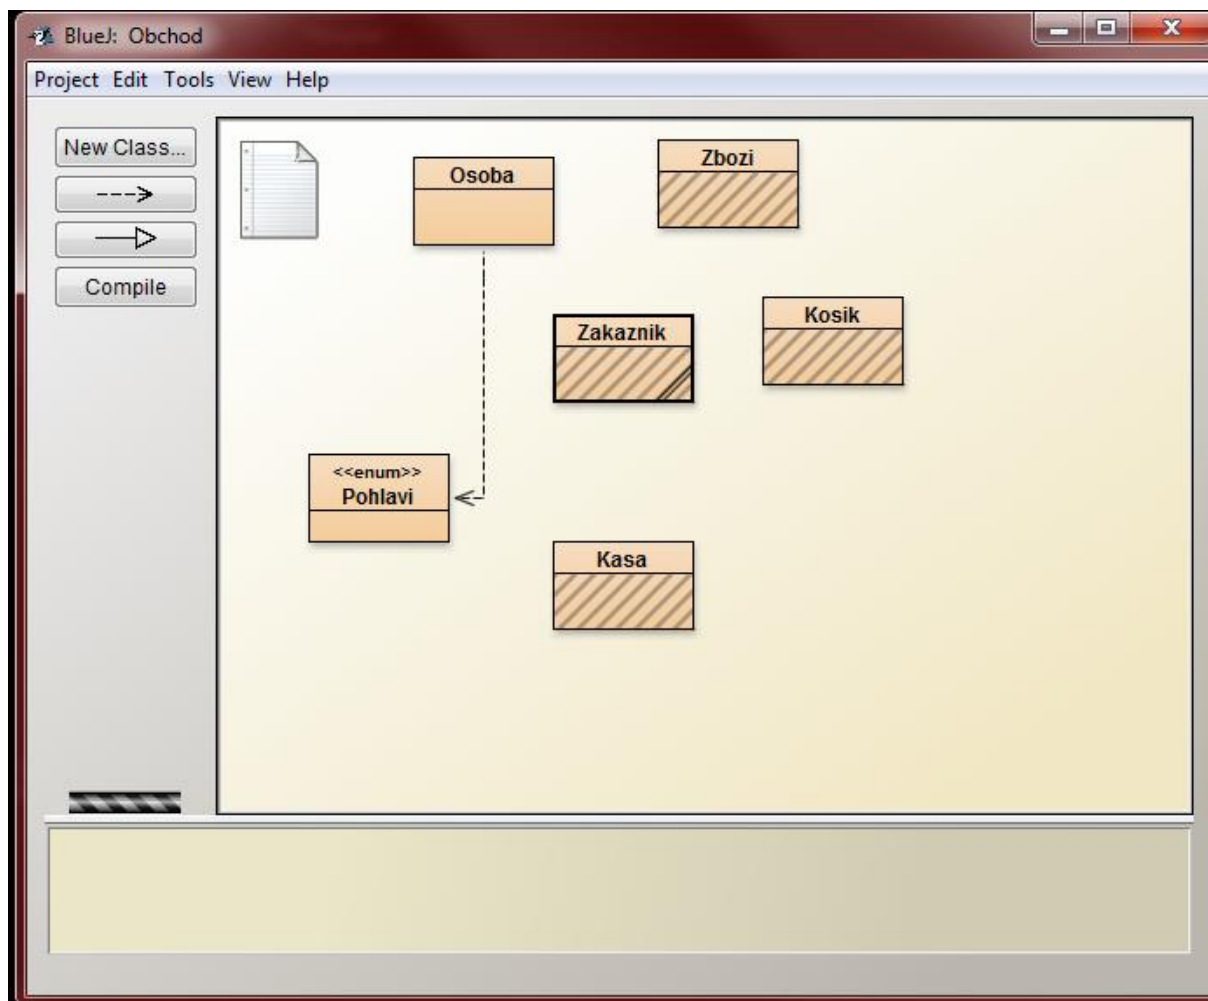 BlueJ: Obchod
Project Edit Tools View Help
New Class...
Compile
Osoba
Zbozi
Zakaznik
Kosik
<<enum>>
Pohlavi
Kasa